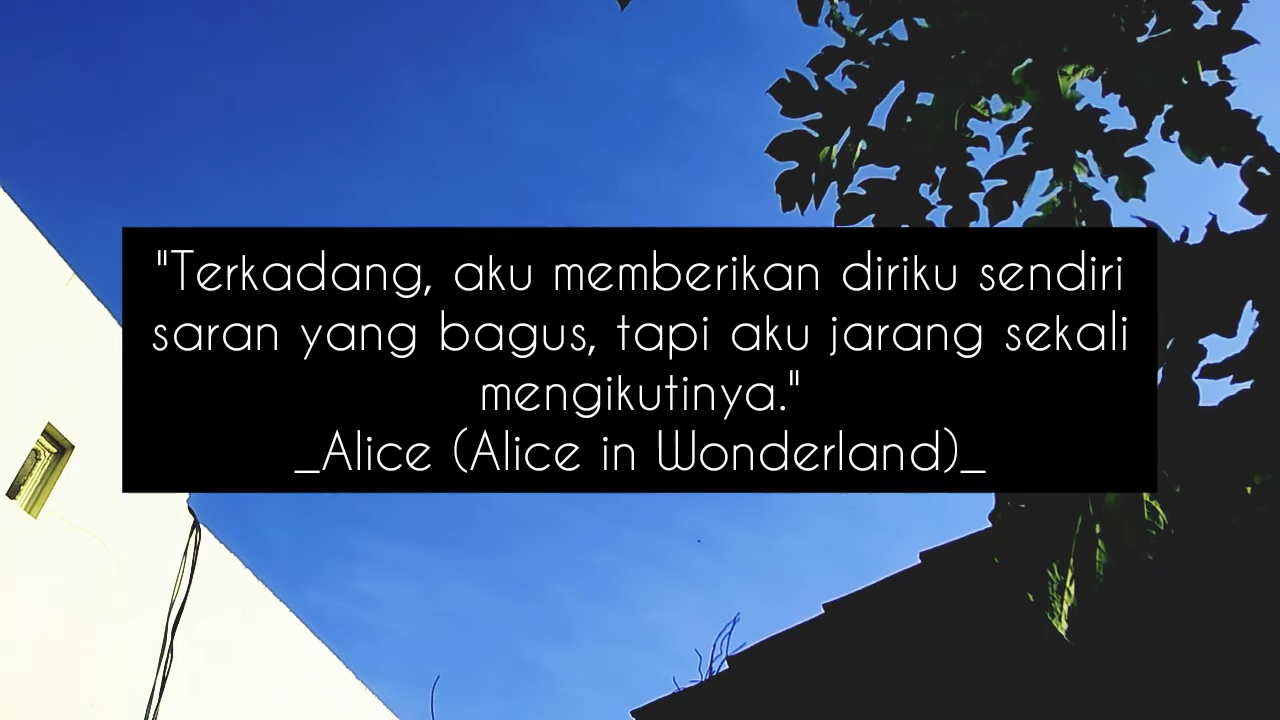 "Terkadang, aku memberikan diriku sendiri
saran yang bagus, tapi aku jarang sekali
mengikutinya."
_Alice (Alice in Wonderland)_